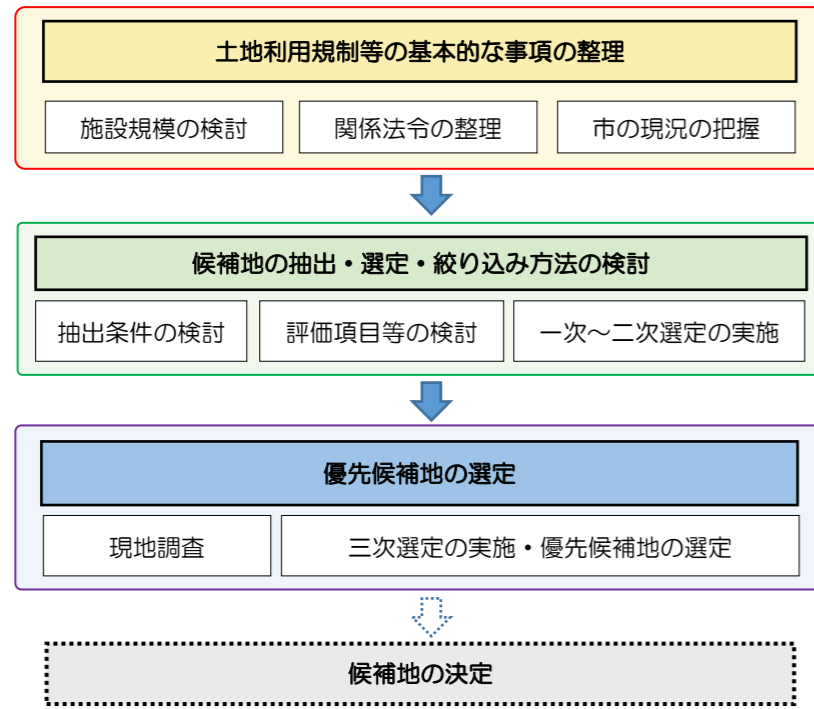 土地利用規制等の基本的な事項の整理
施設規模の検討
関係法令の整理
市の現況の把握
候補地の抽出・選定・絞り込み方法の検討
抽出条件の検討
評価項目等の検討
一次～二次選定の実施
優先候補地の選定
現地調査
三次選定の実施・優先候補地の選定
候補地の決定